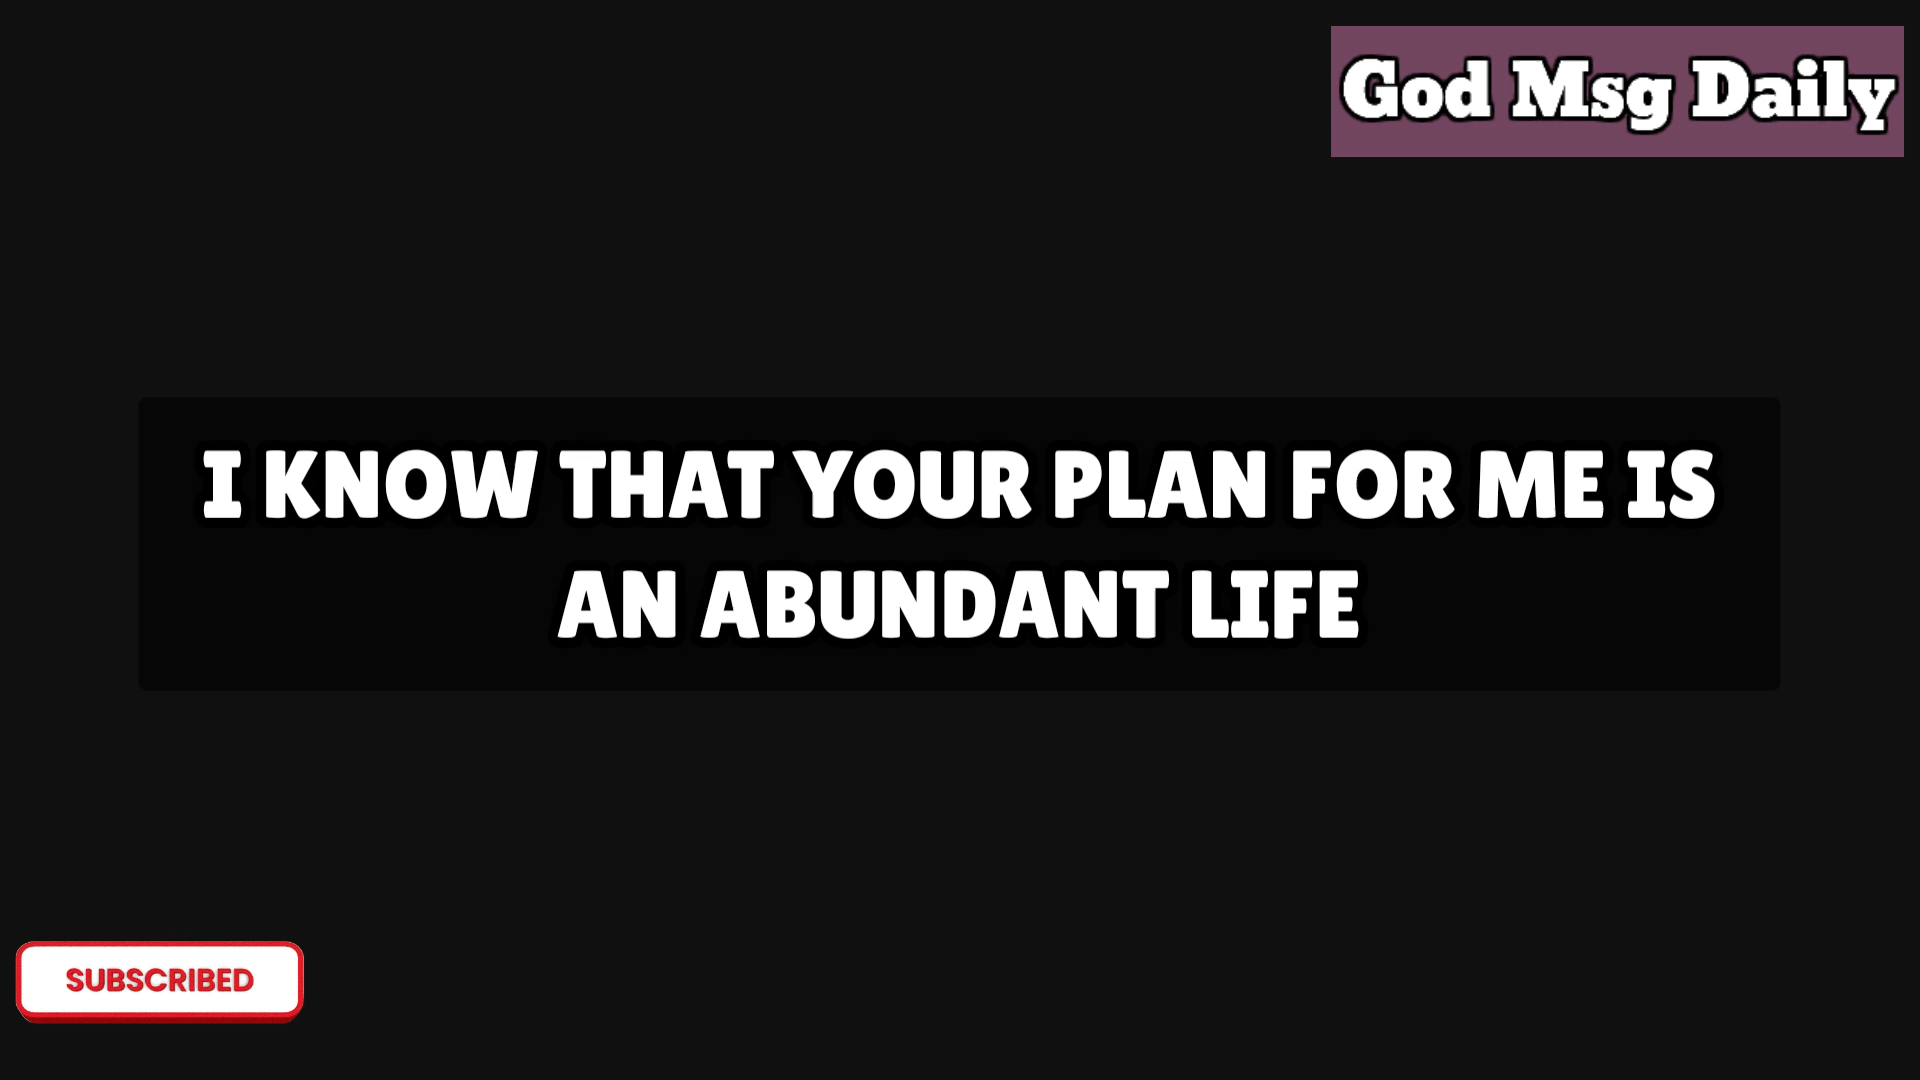 God Msg Daily
I KNOW THAT YOUR PLAN FOR ME IS
AN ABUNDANT LIFE
SUBSCRIBED